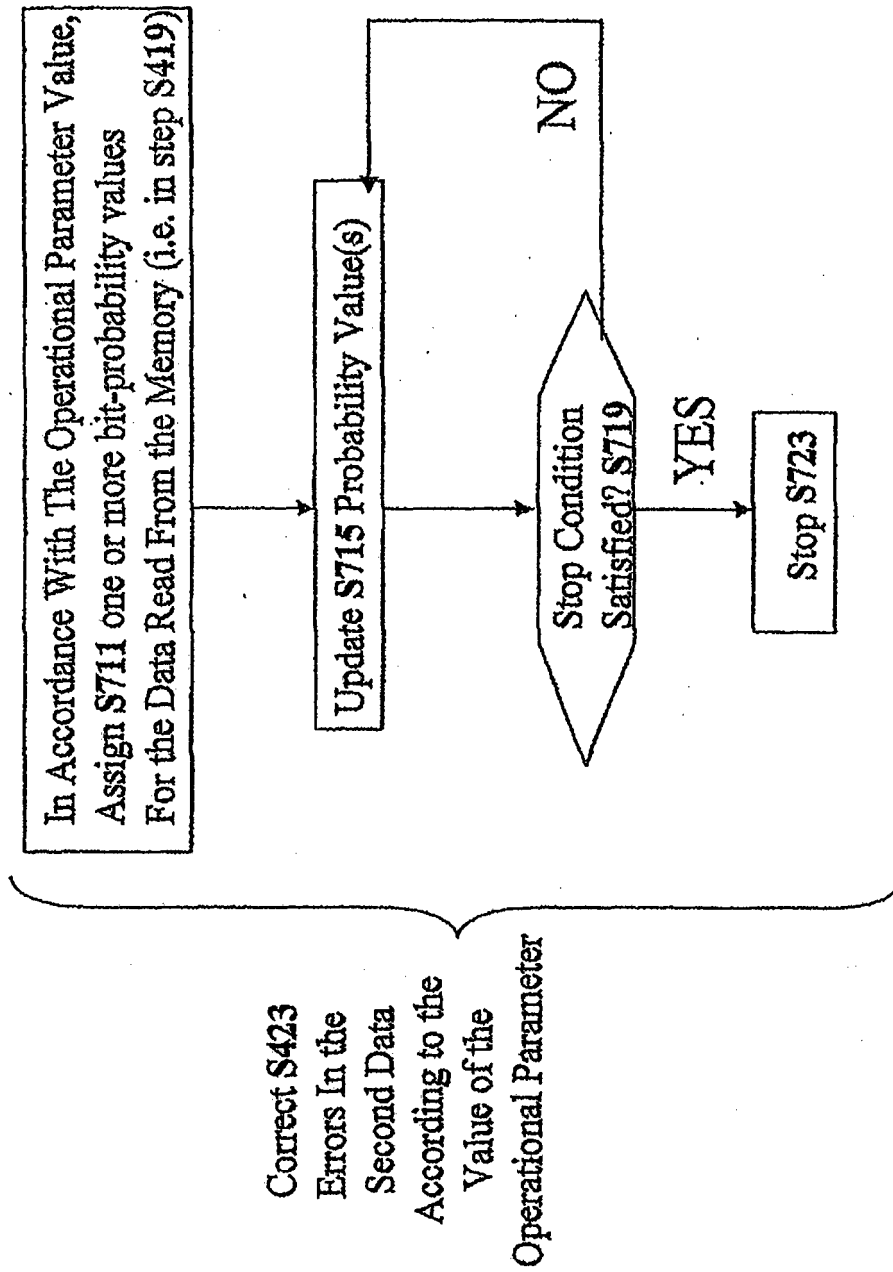 Correct S423
Errors In the
Second Data
According to the
Value of the
Operational Parameter
In Accordance With The Operational Parameter Value,
Assign S711 one or more bit-probability values
For the Data Read From the Memory (i.e. in step S419)
Update S715 Probability Value(s)
Stop Condition
Satisfied? S719
NO
YES
Stop S723